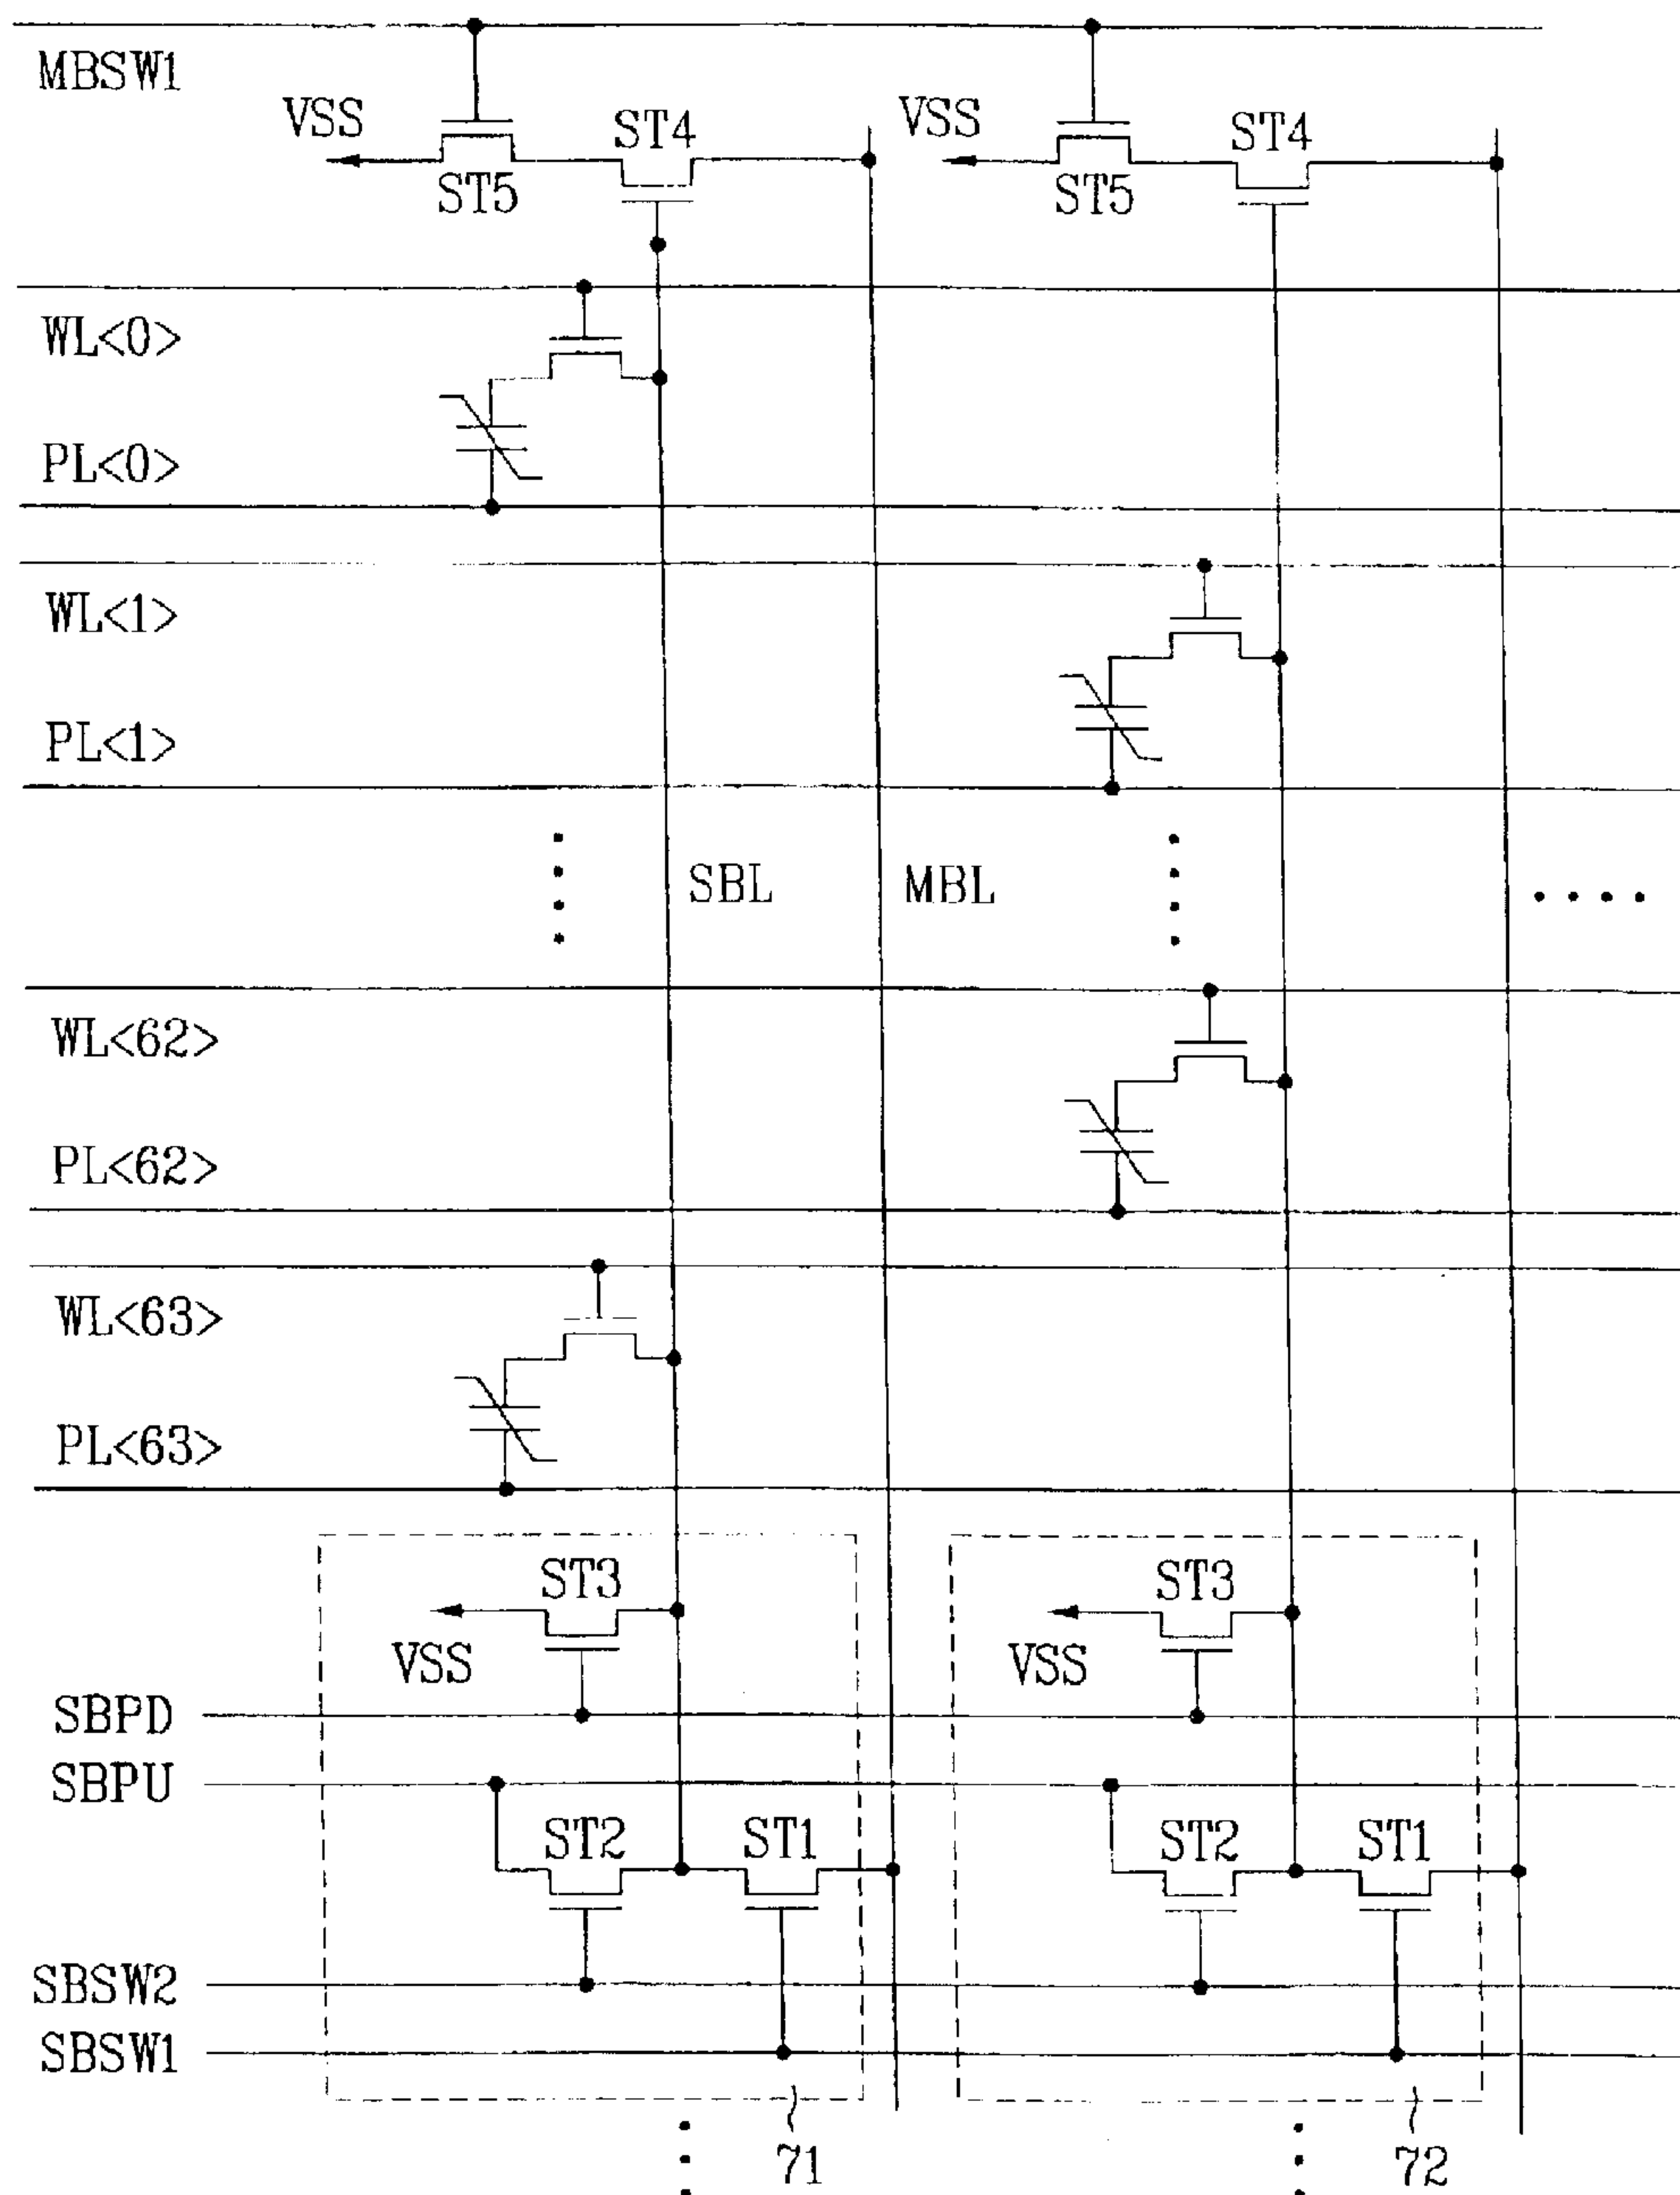 MBSW1
VSS
ST5
ST4
VSS
ST5
ST4
WL<0>
PL<0>
WL<1>
PL<1>
SBL
MBL
WL<62>
PL<62>
WL<63>
PL<63>
ST3
VSS
ST3
VSS
SBPD
SBPU
ST2
ST1
ST2
ST1
SBSW2
SBSW1
71
72